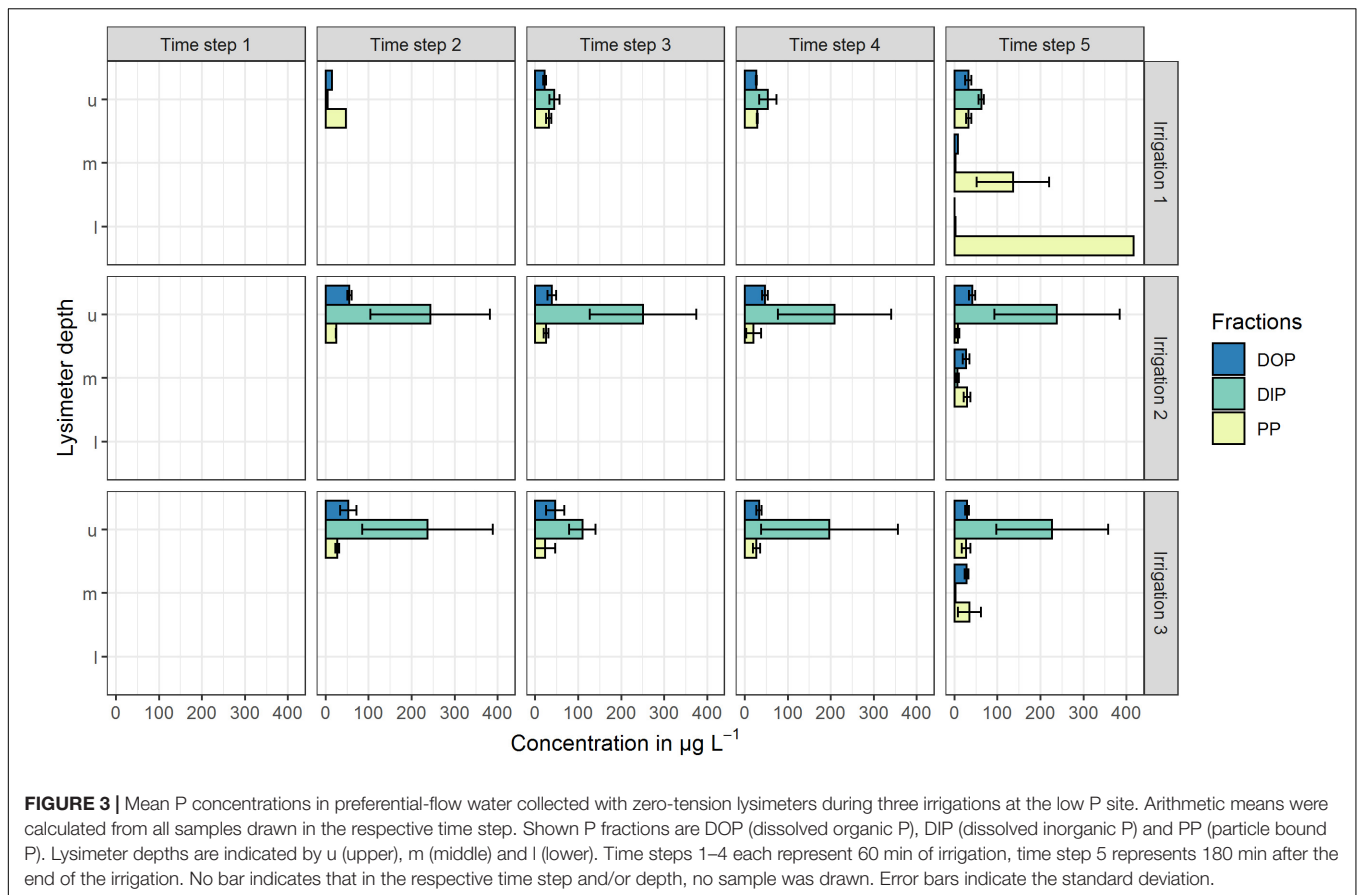 Time step 1 Time step 2 Time step 3 Time step 4 Time step 5
u
m
l
Irrigation 1
u
m
l
Irrigation 2
u
m
l
Irrigation 3
Lysimeter depth
0 100 200 300 400 0 100 200 300 400 0 100 200 300 400 0 100 200 300 400 0 100 200 300 400
Concentration in µg L⁻¹
Fractions
DOP
DIP
PP
FIGURE 3 | Mean P concentrations in preferential-flow water collected with zero-tension lysimeters during three irrigations at the low P site. Arithmetic means were
calculated from all samples drawn in the respective time step. Shown P fractions are DOP (dissolved organic P), DIP (dissolved inorganic P) and PP (particle bound
P). Lysimeter depths are indicated by u (upper), m (middle) and l (lower). Time steps 1–4 each represent 60 min of irrigation, time step 5 represents 180 min after the
end of the irrigation. No bar indicates that in the respective time step and/or depth, no sample was drawn. Error bars indicate the standard deviation.